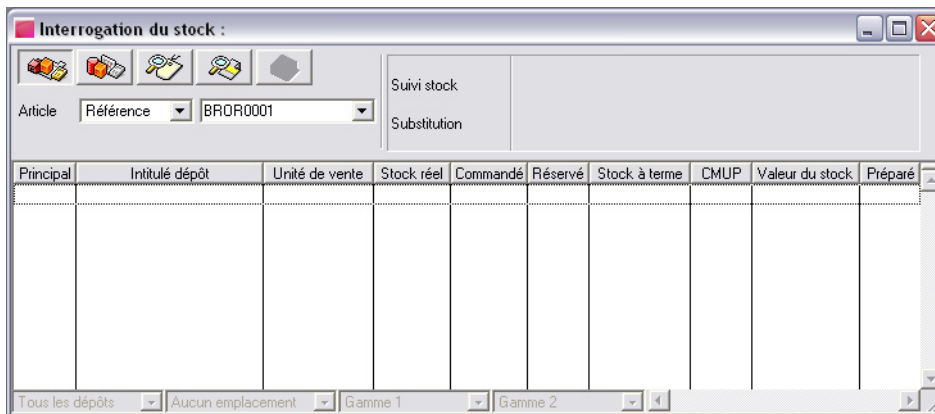 Interrogation du stock :
Suivi stock
Article Référence BROR0001
Substitution
Principal Intitulé dépôt Unité de vente Stock réel Commandé Réservé Stock à terme CMUP Valeur du stock Préparé
Tous les dépôts Aucun emplacement Gamme 1 Gamme 2